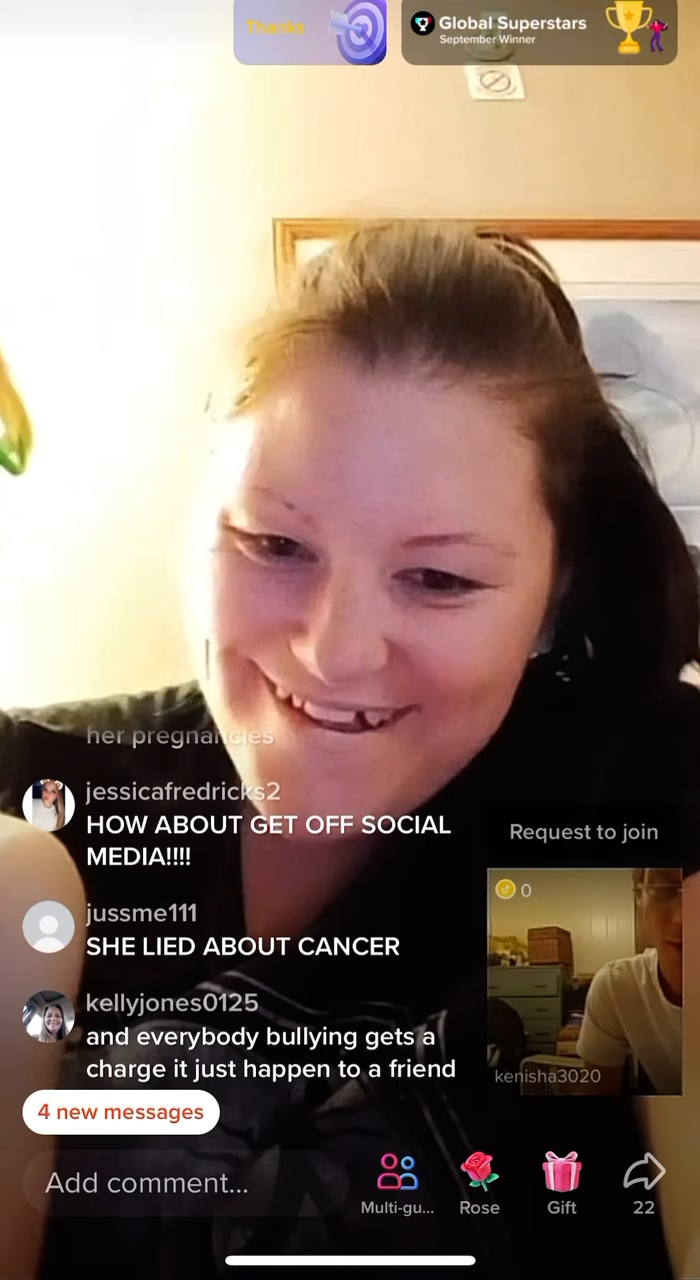 Thanks
Global Superstars
September Winner
her pregnancies
jessicafredricks2
HOW ABOUT GET OFF SOCIAL
MEDIA!!!!
Request to join
0
jussme111
SHE LIED ABOUT CANCER
kellyjones0125
and everybody bullying gets a
charge it just happen to a friend
kenisha3020
4 new messages
Add comment...
Multi-gu...
Rose
Gift
22